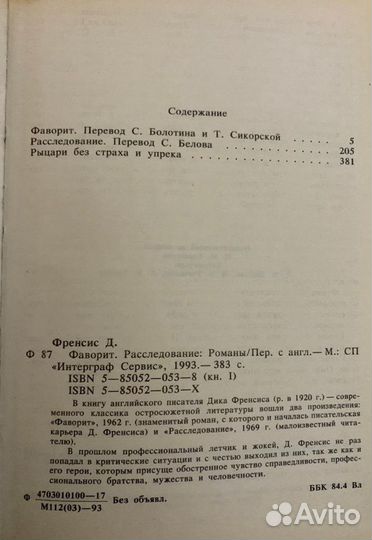 Содержание
Фаворит. Перевод С. Болотина и Т. Сикорской . . . . . 5
Расследование. Перевод С. Белова . . . . . . . . . 205
Рыцари без страха и упрека . . . . . . . . . . . 381
Френсис Д.
Ф 87 Фаворит. Расследование: Романы/Пер. с англ.— М.: СП
«Интерграф Сервис», 1993.— 383 с.
ISBN 5—85052—053—8 (кн. I)
ISBN 5—85052—053—X
В книгу английского писателя Дика Френсиса (р. в 1920 г.) — совре-
менного классика остросюжетной литературы вошли два произведения:
«Фаворит», 1962 г. (знаменитый роман, с которого и началась писательская
карьера Д. Френсиса) и «Расследование», 1969 г. (малоизвестный чита-
телю).
В прошлом профессиональный летчик и жокей, Д. Френсис не раз
попадал в критические ситуации и с честью выходил из них, так же как и
его герои, которым присуще обостренное чувство справедливости, профес-
сионального братства, мужества и человечности.
ББК 84.4 Вл
Ф 4703010100—17 Без объявл.
М112(03)—93
Avito